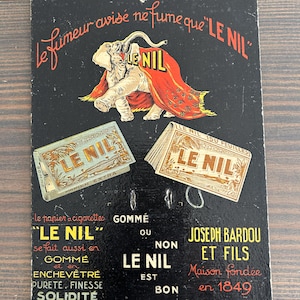 Le fumeur avisé ne fume que "LE NIL"
LE NIL
LE NIL
LE NIL
le papier à cigarettes
"LE NIL"
se fait aussi en
GOMMÉ
et en
ENCHEVÊTRÉ
PURETÉ, FINESSE
SOLIDITÉ
GOMMÉ
OU
NON
LE NIL
EST
BON
JOSEPH BARDOU
ET FILS
Maison fondée
en 1849